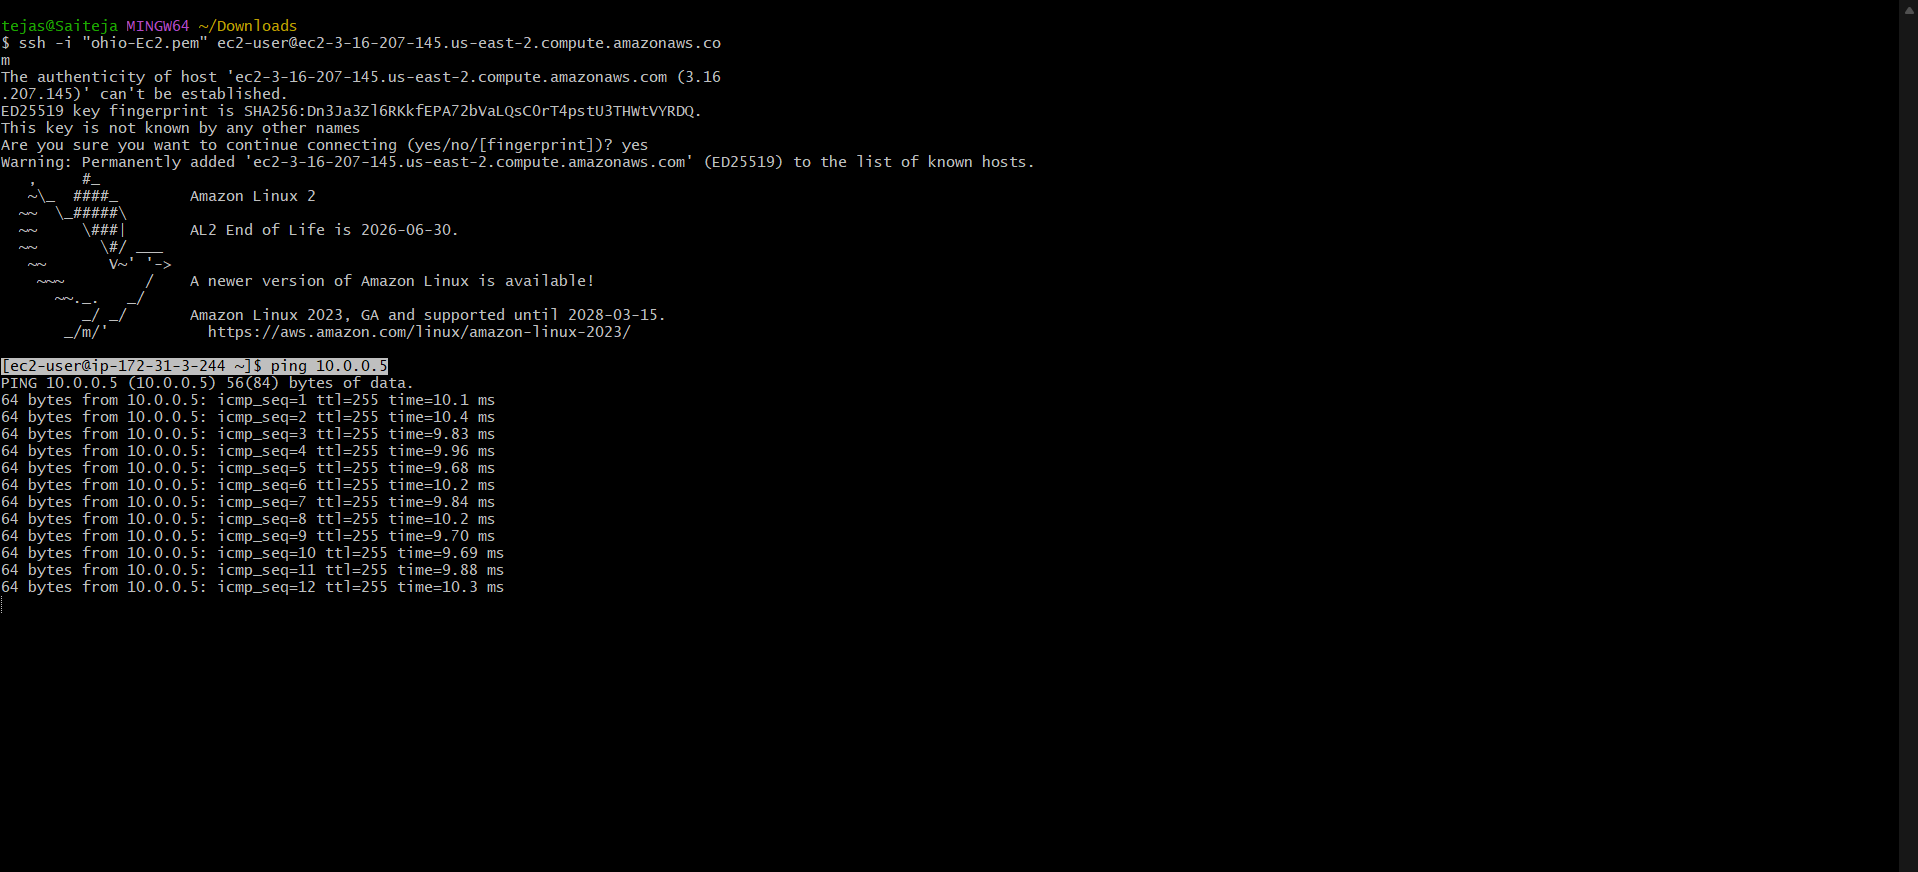 tejas@Saiteja MINGW64 ~/Downloads
$ ssh -i "ohio-Ec2.pem" ec2-user@ec2-3-16-207-145.us-east-2.compute.amazonaws.co
m
The authenticity of host 'ec2-3-16-207-145.us-east-2.compute.amazonaws.com (3.16
.207.145)' can't be established.
ED25519 key fingerprint is SHA256:Dn3Ja3Zl6RKkfEPA72bVaLQsC0rT4pstU3THWtVYRDQ.
This key is not known by any other names
Are you sure you want to continue connecting (yes/no/[fingerprint])? yes
Warning: Permanently added 'ec2-3-16-207-145.us-east-2.compute.amazonaws.com' (ED25519) to the list of known hosts.
   ,     #_
   ~\_  ####_        Amazon Linux 2
  ~~  \_#####\
  ~~     \###|       AL2 End of Life is 2026-06-30.
  ~~       \#/ ___
   ~~       V~' '->
    ~~~         /    A newer version of Amazon Linux is available!
      ~~._.   _/
         _/ _/       Amazon Linux 2023, GA and supported until 2028-03-15.
       _/m/'           https://aws.amazon.com/linux/amazon-linux-2023/
[ec2-user@ip-172-31-3-244 ~]$ ping 10.0.0.5
PING 10.0.0.5 (10.0.0.5) 56(84) bytes of data.
64 bytes from 10.0.0.5: icmp_seq=1 ttl=255 time=10.1 ms
64 bytes from 10.0.0.5: icmp_seq=2 ttl=255 time=10.4 ms
64 bytes from 10.0.0.5: icmp_seq=3 ttl=255 time=9.83 ms
64 bytes from 10.0.0.5: icmp_seq=4 ttl=255 time=9.96 ms
64 bytes from 10.0.0.5: icmp_seq=5 ttl=255 time=9.68 ms
64 bytes from 10.0.0.5: icmp_seq=6 ttl=255 time=10.2 ms
64 bytes from 10.0.0.5: icmp_seq=7 ttl=255 time=9.84 ms
64 bytes from 10.0.0.5: icmp_seq=8 ttl=255 time=10.2 ms
64 bytes from 10.0.0.5: icmp_seq=9 ttl=255 time=9.70 ms
64 bytes from 10.0.0.5: icmp_seq=10 ttl=255 time=9.69 ms
64 bytes from 10.0.0.5: icmp_seq=11 ttl=255 time=9.88 ms
64 bytes from 10.0.0.5: icmp_seq=12 ttl=255 time=10.3 ms